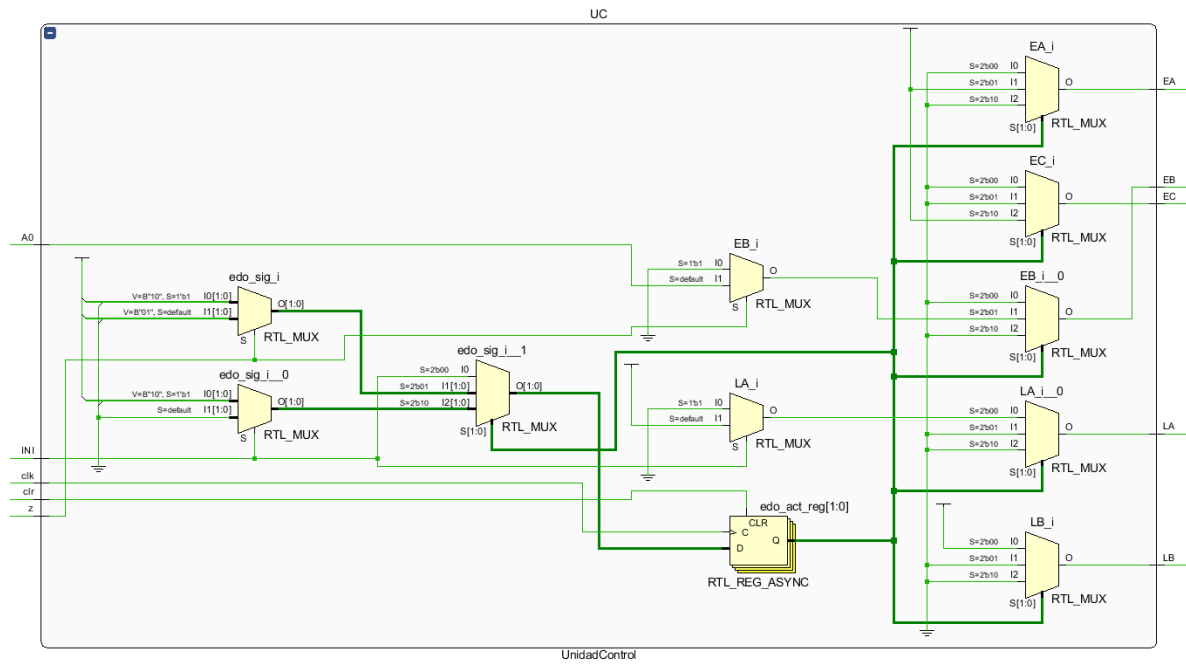 UC
EA_i
S=2'b00 I0
S=2'b01 I1
S=2'b10 I2
O
EA
S[1:0]
RTL_MUX
EC_i
S=2'b00 I0
S=2'b01 I1
S=2'b10 I2
O
EB
EC
S[1:0]
RTL_MUX
A0
EB_i
S=1'b1 I0
S=default I1
O
S
RTL_MUX
EB_i__0
S=2'b00 I0
S=2'b01 I1
S=2'b10 I2
O
S[1:0]
RTL_MUX
edo_sig_i
V=B"10", S=1'b1 I0[1:0]
V=B"01", S=default I1[1:0]
O[1:0]
S
RTL_MUX
edo_sig_i__1
S=2'b00 I0
S=2'b01 I1[1:0]
S=2'b10 I2[1:0]
O[1:0]
S[1:0]
RTL_MUX
edo_sig_i__0
V=B"10", S=1'b1 I0[1:0]
S=default I1[1:0]
O[1:0]
S
RTL_MUX
LA_i
S=1'b1 I0
S=default I1
O
S
RTL_MUX
LA_i__0
S=2'b00 I0
S=2'b01 I1
S=2'b10 I2
O
LA
S[1:0]
RTL_MUX
INI
clk
clr
z
edo_act_reg[1:0]
CLR
C
Q
D
RTL_REG_ASYNC
LB_i
S=2'b00 I0
S=2'b01 I1
S=2'b10 I2
O
LB
S[1:0]
RTL_MUX
UnidadControl